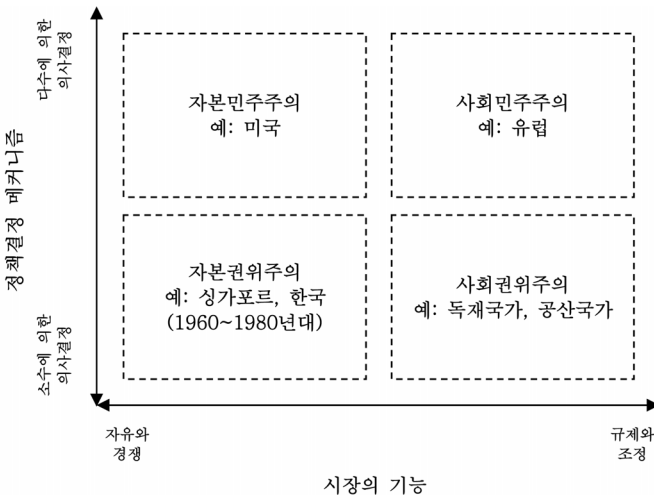 다수에 의한
의사결정
정책결정 메커니즘
소수에 의한
의사결정
자본민주주의
예: 미국
사회민주주의
예: 유럽
자본권위주의
예: 싱가포르, 한국
(1960~1980년대)
사회권위주의
예: 독재국가, 공산국가
자유와
경쟁
규제와
조정
시장의 기능